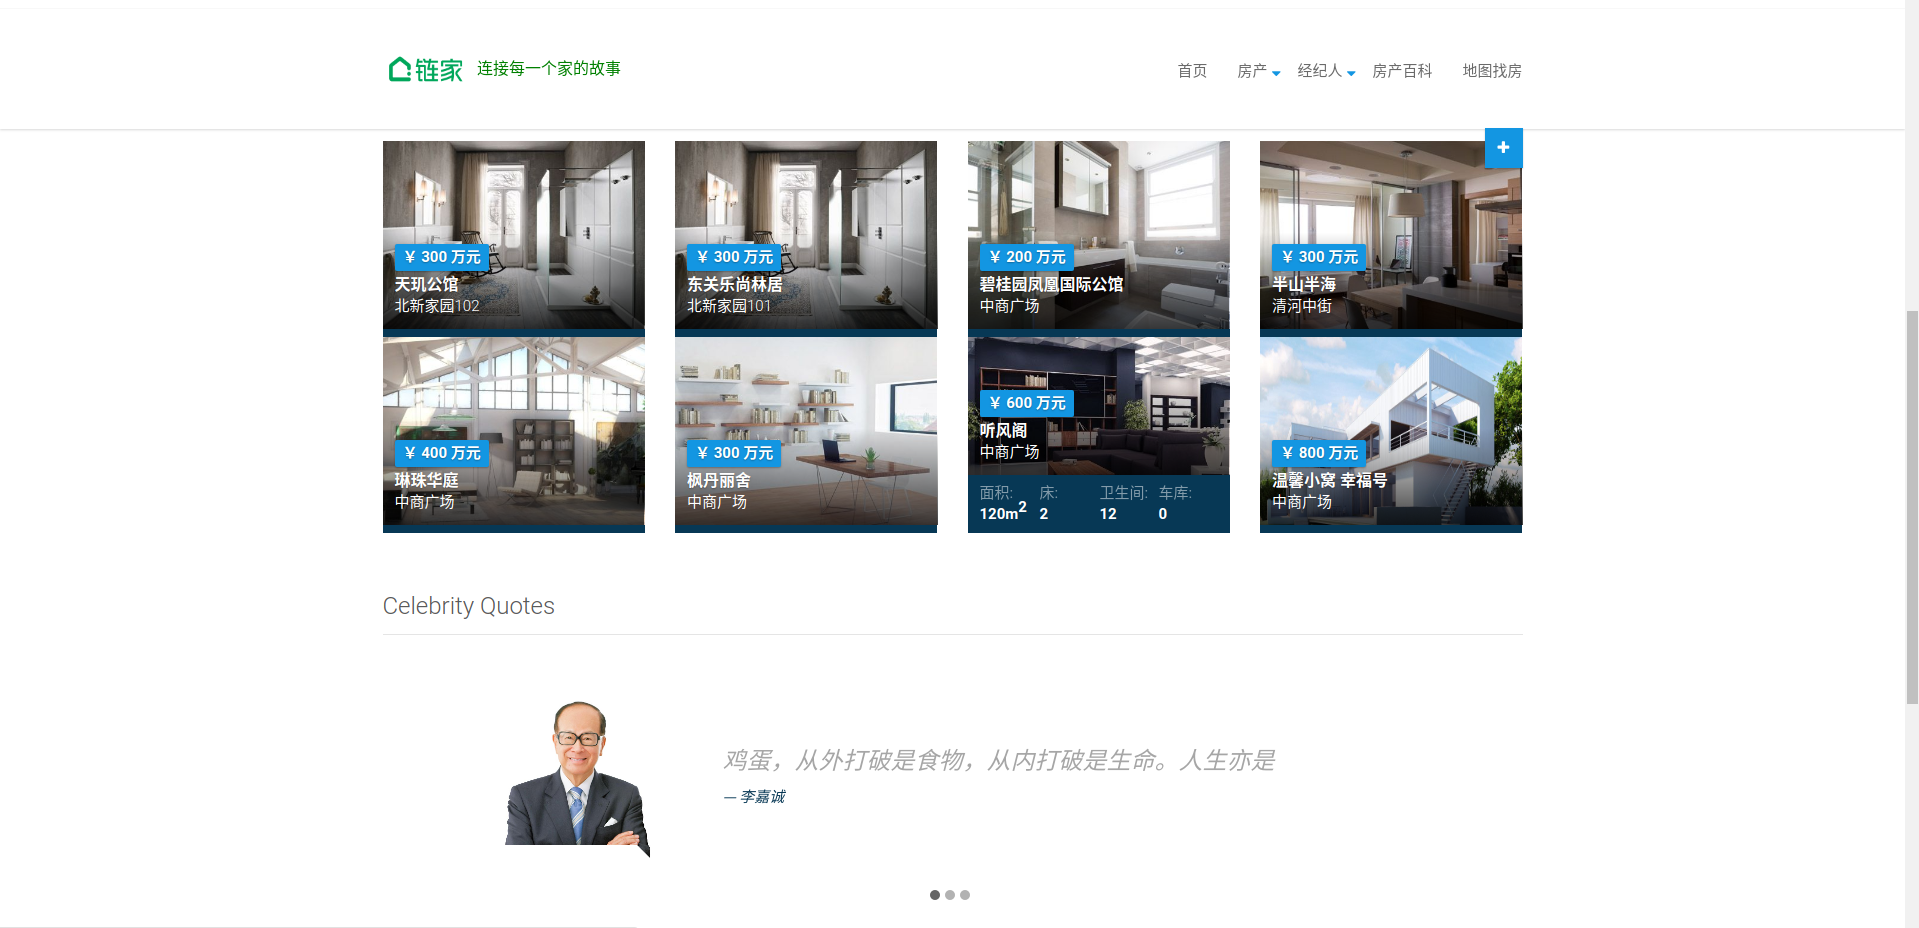 链家 连接每一个家的故事
首页 房产 经纪人 房产百科 地图找房
+
￥ 300 万元
天玑公馆
北新家园102
￥ 300 万元
东关乐尚林居
北新家园101
￥ 200 万元
碧桂园凤凰国际公馆
中商广场
￥ 300 万元
半山半海
清河中街
￥ 400 万元
琳珠华庭
中商广场
￥ 300 万元
枫丹丽舍
中商广场
￥ 600 万元
听风阁
中商广场
面积: 床: 卫生间: 车库:
120m² 2 12 0
￥ 800 万元
温馨小窝 幸福号
中商广场
Celebrity Quotes
鸡蛋，从外打破是食物，从内打破是生命。人生亦是
— 李嘉诚